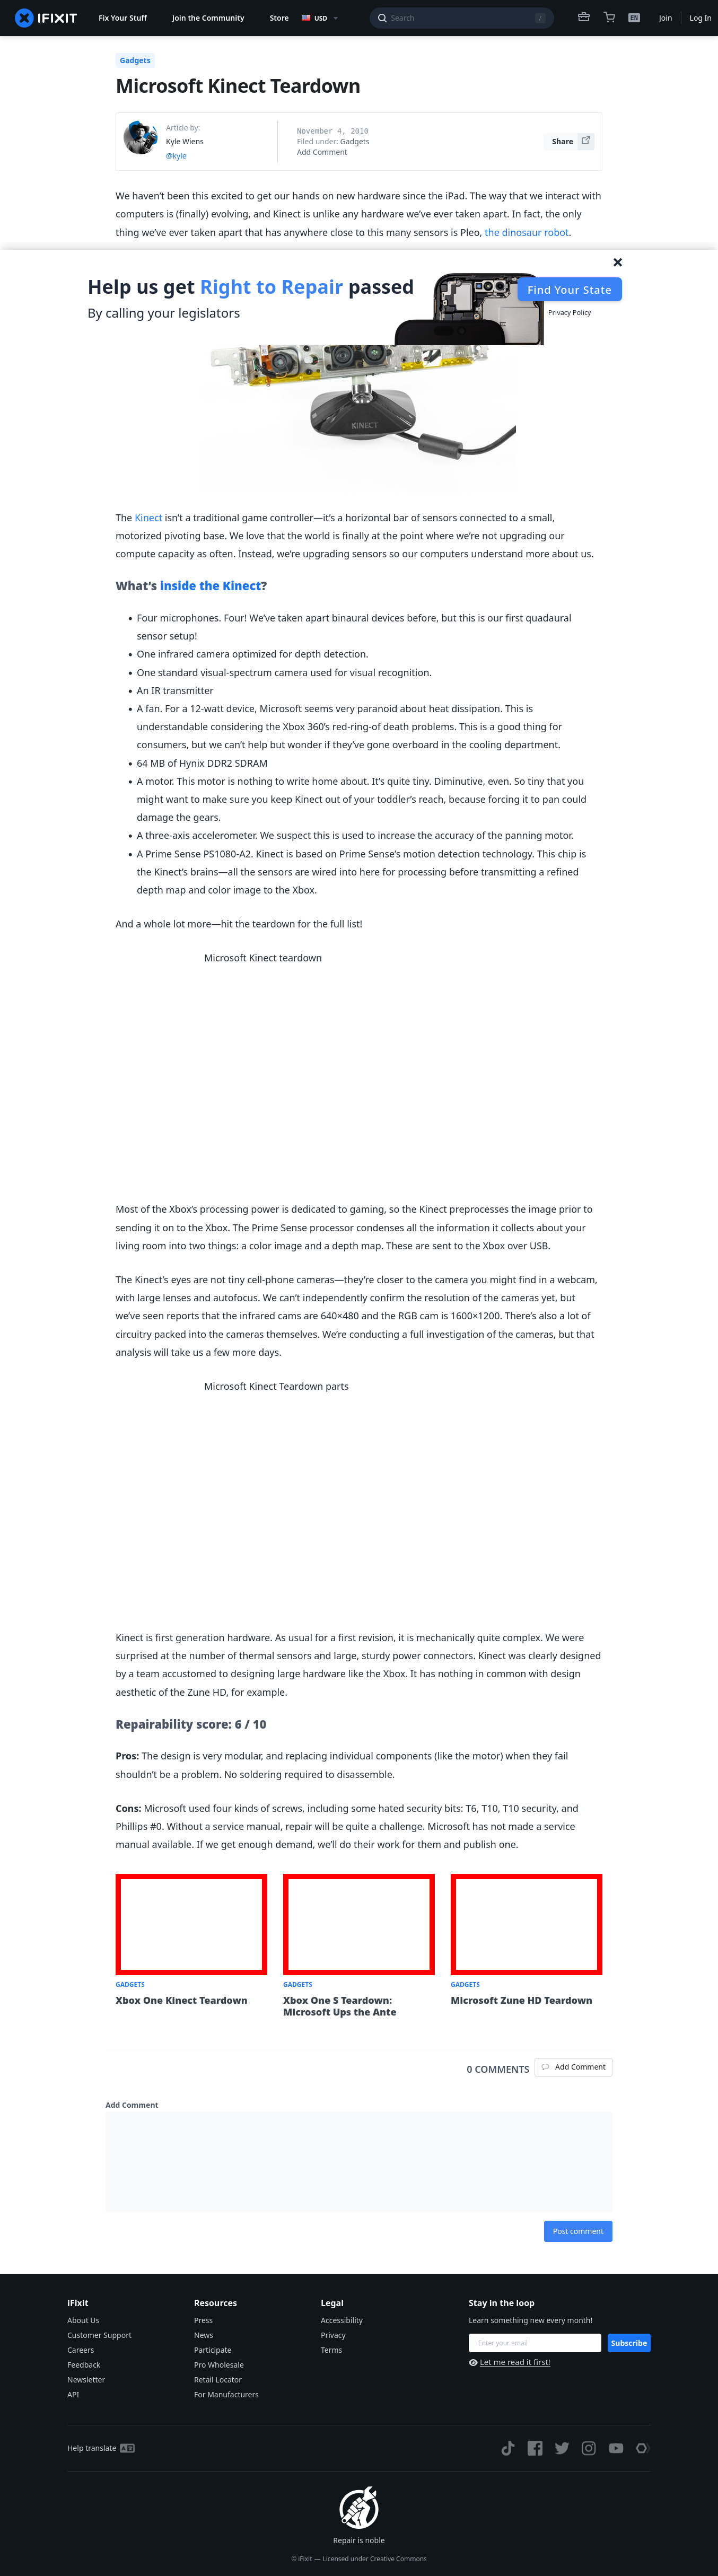 IFIXIT
Fix Your Stuff
Join the Community
Store
USD
Search
/
EN
Join
Log In
Gadgets
Microsoft Kinect Teardown
Article by:
Kyle Wiens
@kyle
November 4, 2010
Filed under: Gadgets
Add Comment
Share
We haven’t been this excited to get our hands on new hardware since the iPad. The way that we interact with
computers is (finally) evolving, and Kinect is unlike any hardware we’ve ever taken apart. In fact, the only
thing we’ve ever taken apart that has anywhere close to this many sensors is Pleo, the dinosaur robot.
Help us get Right to Repair passed
By calling your legislators
Find Your State
Privacy Policy
KINECT
The Kinect isn’t a traditional game controller—it’s a horizontal bar of sensors connected to a small,
motorized pivoting base. We love that the world is finally at the point where we’re not upgrading our
compute capacity as often. Instead, we’re upgrading sensors so our computers understand more about us.
What’s inside the Kinect?
Four microphones. Four! We’ve taken apart binaural devices before, but this is our first quadaural
sensor setup!
One infrared camera optimized for depth detection.
One standard visual-spectrum camera used for visual recognition.
An IR transmitter
A fan. For a 12-watt device, Microsoft seems very paranoid about heat dissipation. This is
understandable considering the Xbox 360’s red-ring-of death problems. This is a good thing for
consumers, but we can’t help but wonder if they’ve gone overboard in the cooling department.
64 MB of Hynix DDR2 SDRAM
A motor. This motor is nothing to write home about. It’s quite tiny. Diminutive, even. So tiny that you
might want to make sure you keep Kinect out of your toddler’s reach, because forcing it to pan could
damage the gears.
A three-axis accelerometer. We suspect this is used to increase the accuracy of the panning motor.
A Prime Sense PS1080-A2. Kinect is based on Prime Sense’s motion detection technology. This chip is
the Kinect’s brains—all the sensors are wired into here for processing before transmitting a refined
depth map and color image to the Xbox.
And a whole lot more—hit the teardown for the full list!
Microsoft Kinect teardown
Most of the Xbox’s processing power is dedicated to gaming, so the Kinect preprocesses the image prior to
sending it on to the Xbox. The Prime Sense processor condenses all the information it collects about your
living room into two things: a color image and a depth map. These are sent to the Xbox over USB.
The Kinect’s eyes are not tiny cell-phone cameras—they’re closer to the camera you might find in a webcam,
with large lenses and autofocus. We can’t independently confirm the resolution of the cameras yet, but
we’ve seen reports that the infrared cams are 640×480 and the RGB cam is 1600×1200. There’s also a lot of
circuitry packed into the cameras themselves. We’re conducting a full investigation of the cameras, but that
analysis will take us a few more days.
Microsoft Kinect Teardown parts
Kinect is first generation hardware. As usual for a first revision, it is mechanically quite complex. We were
surprised at the number of thermal sensors and large, sturdy power connectors. Kinect was clearly designed
by a team accustomed to designing large hardware like the Xbox. It has nothing in common with design
aesthetic of the Zune HD, for example.
Repairability score: 6 / 10
Pros: The design is very modular, and replacing individual components (like the motor) when they fail
shouldn’t be a problem. No soldering required to disassemble.
Cons: Microsoft used four kinds of screws, including some hated security bits: T6, T10, T10 security, and
Phillips #0. Without a service manual, repair will be quite a challenge. Microsoft has not made a service
manual available. If we get enough demand, we’ll do their work for them and publish one.
GADGETS
Xbox One Kinect Teardown
GADGETS
Xbox One S Teardown:
Microsoft Ups the Ante
GADGETS
Microsoft Zune HD Teardown
0 COMMENTS
Add Comment
Add Comment
Post comment
iFixit
About Us
Customer Support
Careers
Feedback
Newsletter
API
Resources
Press
News
Participate
Pro Wholesale
Retail Locator
For Manufacturers
Legal
Accessibility
Privacy
Terms
Stay in the loop
Learn something new every month!
Enter your email
Subscribe
Let me read it first!
Help translate
Repair is noble
© iFixit — Licensed under Creative Commons